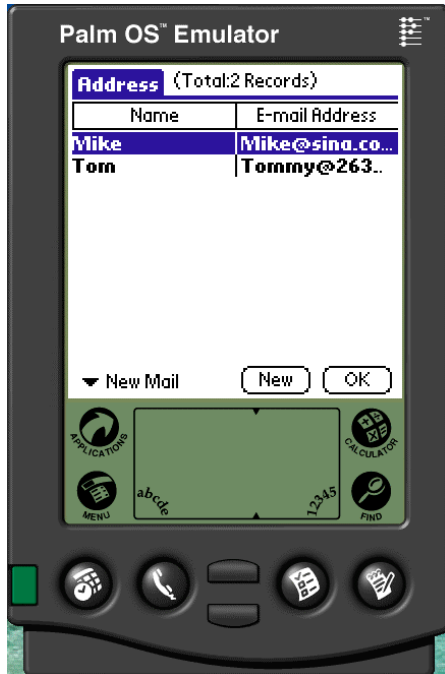 Palm OS™ Emulator
Address (Total:2 Records)
Name E-mail Address
Mike Mike@sina.co...
Tom Tommy@263..
New Mail New OK
APPLICATIONS CALCULATOR
MENU abcde 12345 FIND